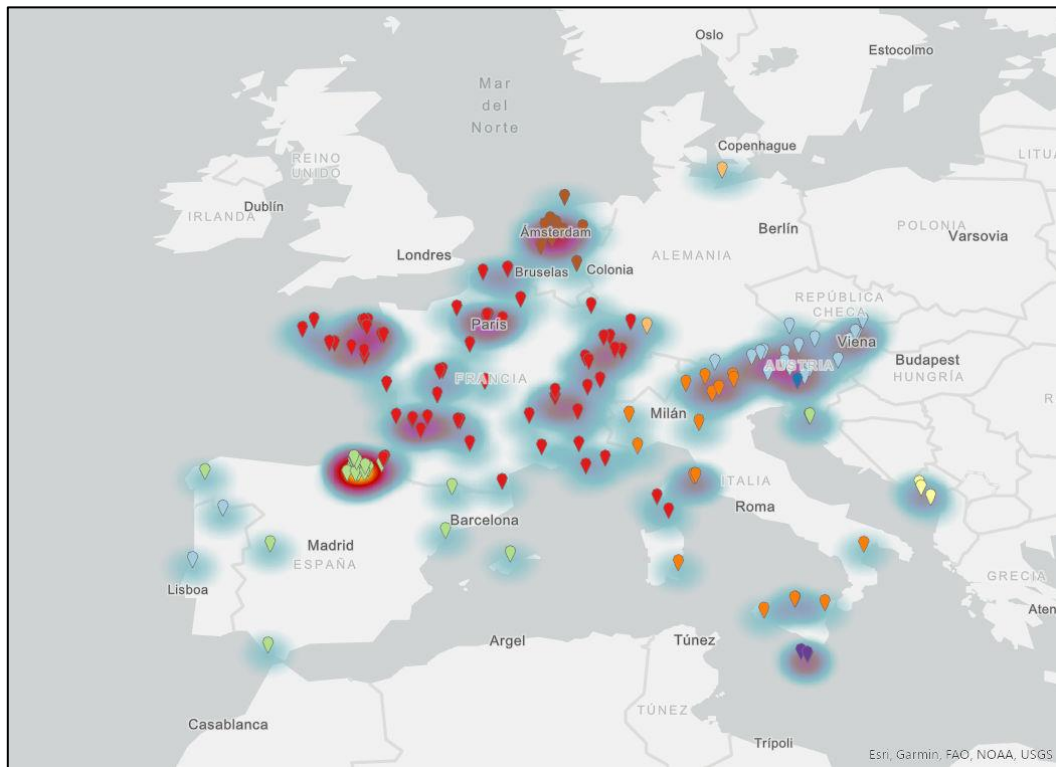 Oslo
Estocolmo
Mar
del
Norte
Copenhague
LITUA
REINO
UNIDO
IRLANDA
Dublín
Ámsterdam
Berlín
POLONIA
Varsovia
Londres
Bruselas
Colonia
ALEMANIA
REPÚBLICA
CHECA
París
Viena
Budapest
AUSTRIA
HUNGRÍA
FRANCIA
R
Milán
ITALIA
Barcelona
Roma
Madrid
ESPAÑA
Lisboa
GRECIA
Aten
Argel
Túnez
Casablanca
TÚNEZ
Trípoli
Esri, Garmin, FAO, NOAA, USGS